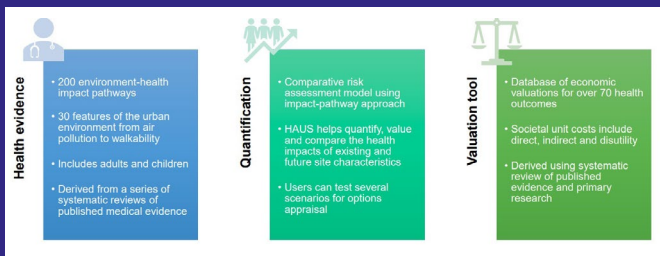 Health evidence
• 200 environment-health
impact pathways
• 30 features of the urban
environment from air
pollution to walkability
• Includes adults and children
• Derived from a series of
systematic reviews of
published medical evidence
Quantification
• Comparative risk
assessment model using
impact-pathway approach
• HAUS helps quantify, value
and compare the health
impacts of existing and
future site characteristics
• Users can test several
scenarios for options
appraisal
Valuation tool
• Database of economic
valuations for over 70 health
outcomes
• Societal unit costs include
direct, indirect and disutility
• Derived using systematic
review of published
evidence and primary
research